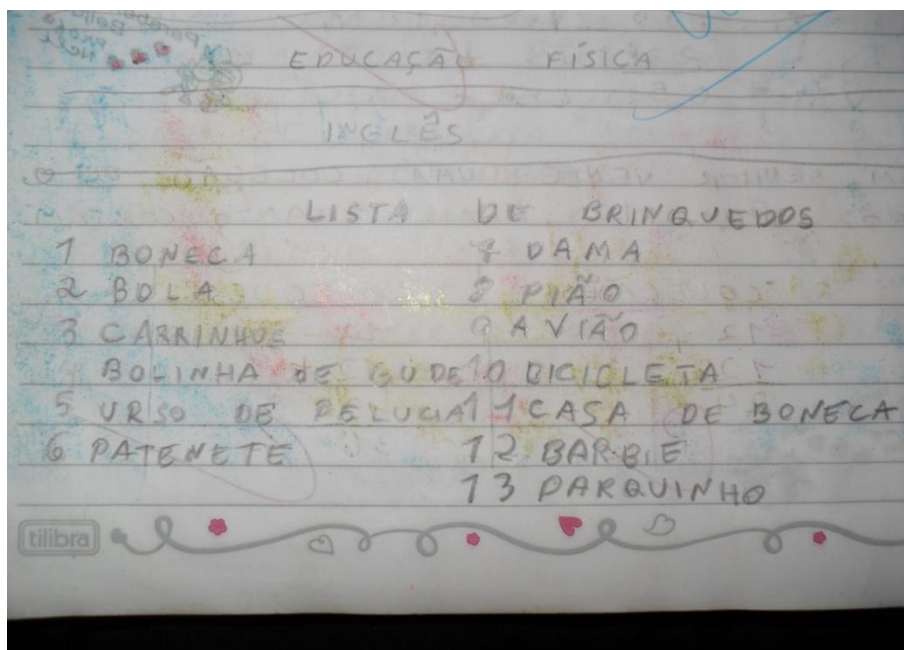 EDUCAÇÃO FÍSICA
INGLÊS
LISTA DE BRINQUEDOS
1 BONECA
2 BOLA
3 CARRINHOS
BOLINHA DE GUDE
5 URSO DE PELUCIA
6 PATENETE
7 DAMA
8 PIÃO
9 AVIÃO
10 BICICLETA
11 CASA DE BONECA
12 BARBIE
13 PARQUINHO
tilibra